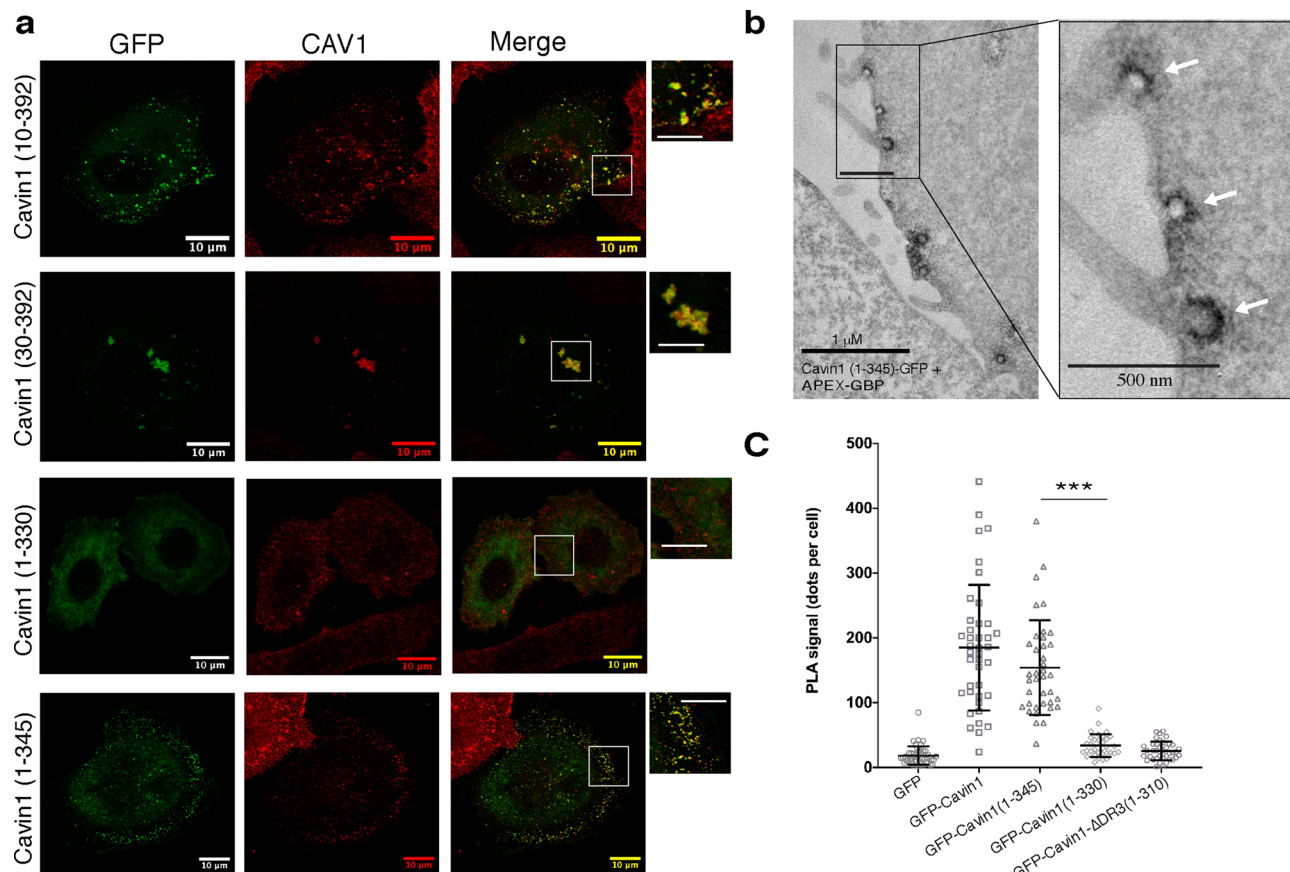 a
GFP
CAV1
Merge
Cavin1 (10-392)
10 μm
10 μm
10 μm
Cavin1 (30-392)
10 μm
10 μm
10 μm
Cavin1 (1-330)
10 μm
10 μm
10 μm
Cavin1 (1-345)
10 μm
10 μm
10 μm
b
1 μM
Cavin1 (1-345)-GFP +
APEX-GBP
500 nm
C
PLA signal (dots per cell)
500
400
300
200
100
0
***
GFP
GFP-Cavin1
GFP-Cavin1(1-345)
GFP-Cavin1(1-330)
GFP-Cavin1-ΔDR3(1-310)